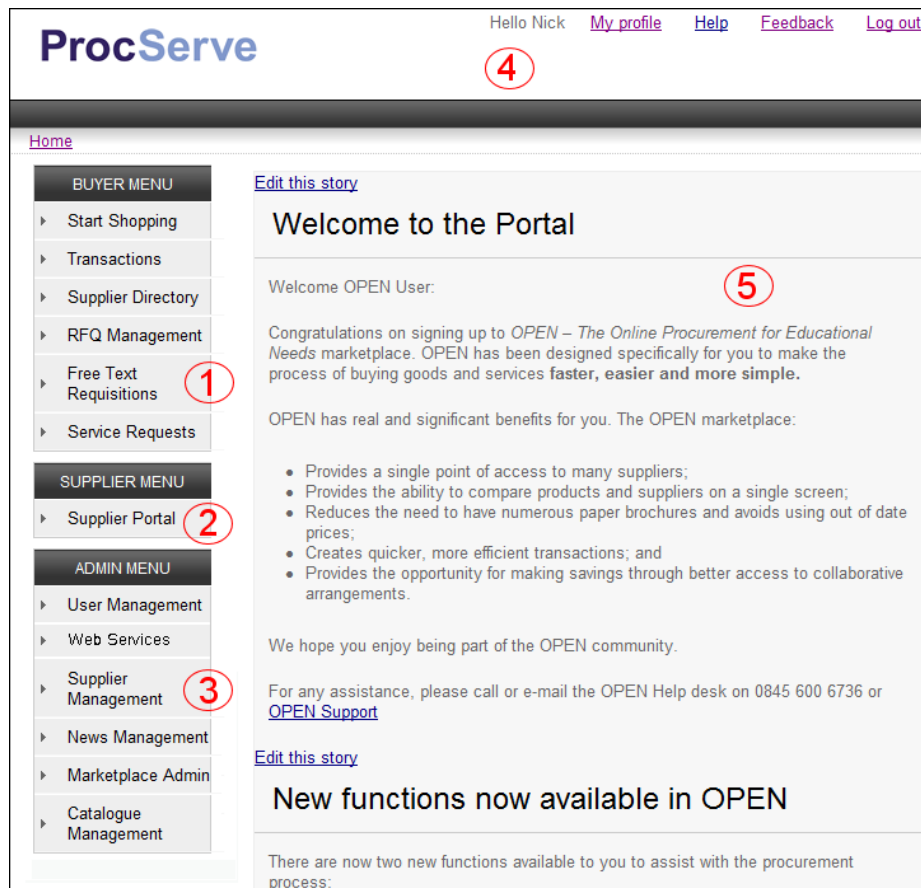 Hello Nick My profile Help Feedback Log out
ProcServe
4
Home
BUYER MENU
Start Shopping
Transactions
Supplier Directory
RFQ Management
Free Text
Requisitions
1
Service Requests
SUPPLIER MENU
Supplier Portal
2
ADMIN MENU
User Management
Web Services
Supplier
Management
3
News Management
Marketplace Admin
Catalogue
Management
Edit this story
Welcome to the Portal
5
Welcome OPEN User:
Congratulations on signing up to OPEN – The Online Procurement for Educational
Needs marketplace. OPEN has been designed specifically for you to make the
process of buying goods and services faster, easier and more simple.
OPEN has real and significant benefits for you. The OPEN marketplace:
Provides a single point of access to many suppliers;
Provides the ability to compare products and suppliers on a single screen;
Reduces the need to have numerous paper brochures and avoids using out of date
prices;
Creates quicker, more efficient transactions; and
Provides the opportunity for making savings through better access to collaborative
arrangements.
We hope you enjoy being part of the OPEN community.
For any assistance, please call or e-mail the OPEN Help desk on 0845 600 6736 or
OPEN Support
Edit this story
New functions now available in OPEN
There are now two new functions available to you to assist with the procurement
process: